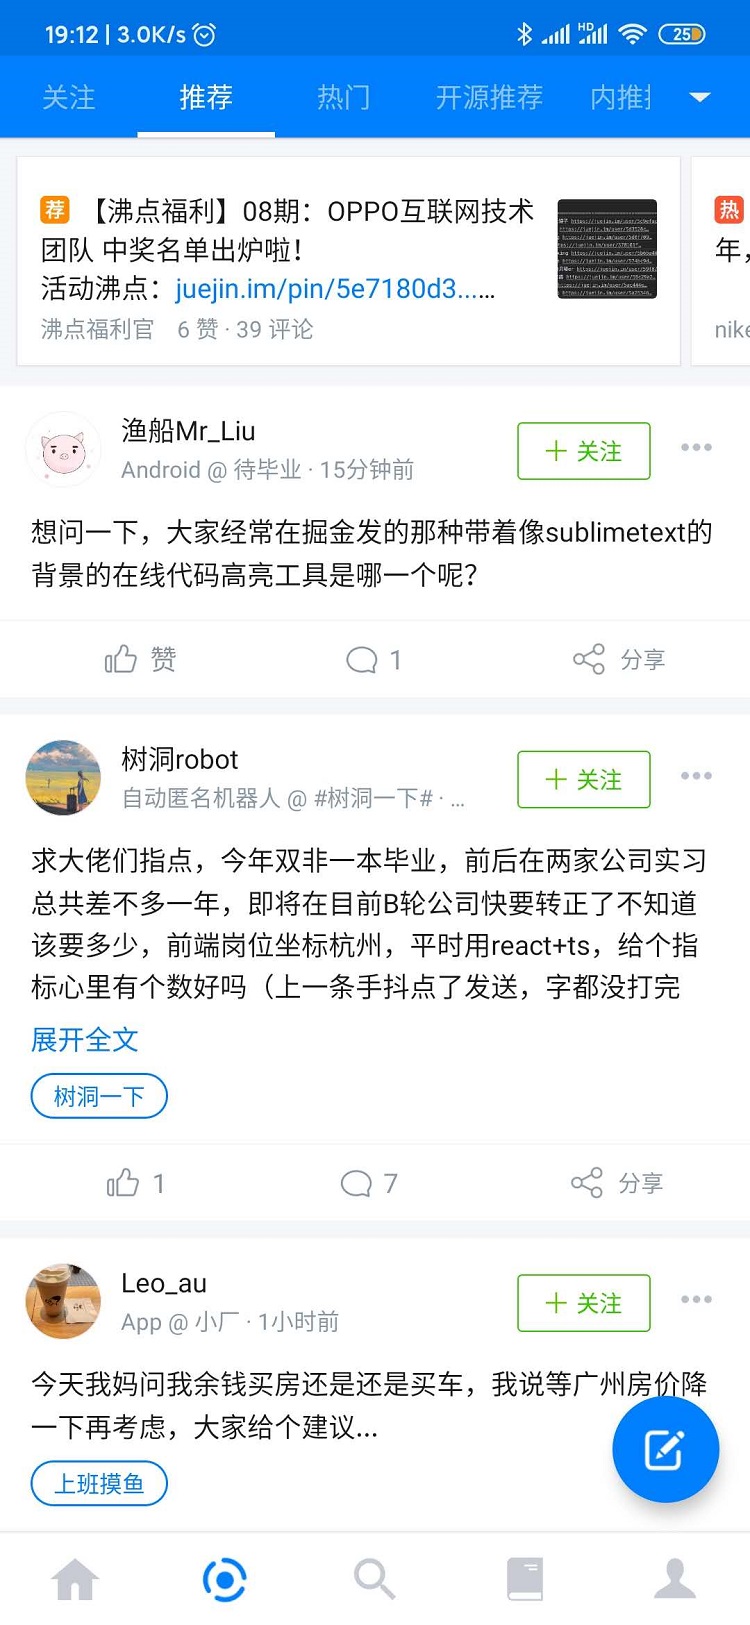 19:12 | 3.0K/s
HD
25
关注 推荐 热门 开源推荐 内推
荐 【沸点福利】08期：OPPO互联网技术
团队 中奖名单出炉啦！
活动沸点：juejin.im/pin/5e7180d3...…
沸点福利官 6 赞 · 39 评论
热
年，
nike
渔船Mr_Liu
Android @ 待毕业 · 15分钟前
+ 关注
想问一下，大家经常在掘金发的那种带着像sublimetext的
背景的在线代码高亮工具是哪一个呢？
赞 1 分享
树洞robot
自动匿名机器人 @ #树洞一下# · ...
+ 关注
求大佬们指点，今年双非一本毕业，前后在两家公司实习
总共差不多一年，即将在目前B轮公司快要转正了不知道
该要多少，前端岗位坐标杭州，平时用react+ts，给个指
标心里有个数好吗（上一条手抖点了发送，字都没打完
展开全文
树洞一下
1 7 分享
Leo_au
App @ 小厂 · 1小时前
+ 关注
今天我妈问我余钱买房还是还是买车，我说等广州房价降
一下再考虑，大家给个建议...
上班摸鱼